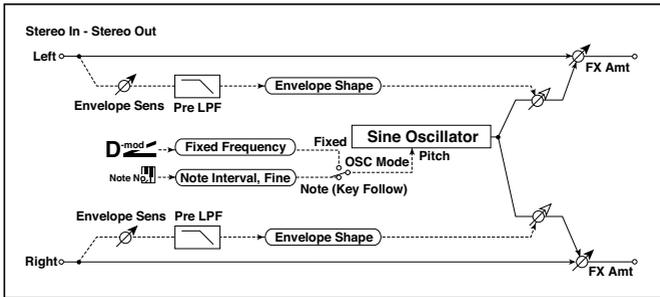 Stereo In - Stereo Out
Left
FX Amt
Envelope Sens
Pre LPF
Envelope Shape
D-mod
Fixed Frequency
Fixed
Sine Oscillator
OSC Mode
Pitch
Note No.
Note Interval, Fine
Note (Key Follow)
Envelope Sens
Pre LPF
Envelope Shape
Right
FX Amt